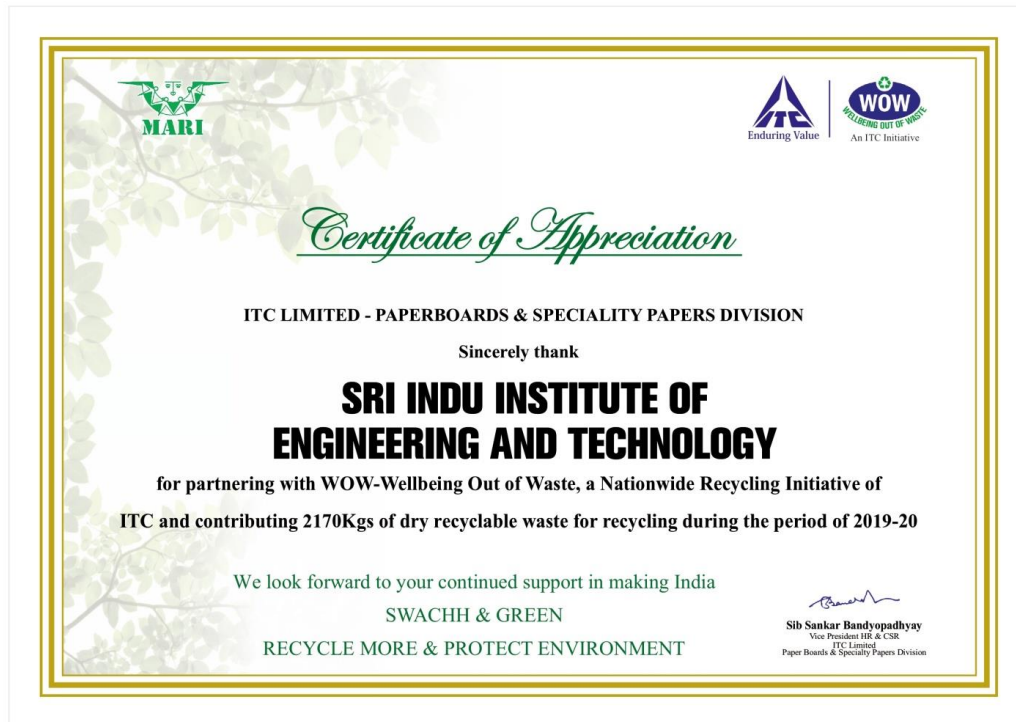 MARI
ITC
Enduring Value
WOW
WELLBEING OUT OF WASTE
An ITC Initiative
Certificate of Appreciation
ITC LIMITED - PAPERBOARDS & SPECIALITY PAPERS DIVISION
Sincerely thank
SRI INDU INSTITUTE OF
ENGINEERING AND TECHNOLOGY
for partnering with WOW-Wellbeing Out of Waste, a Nationwide Recycling Initiative of
ITC and contributing 2170Kgs of dry recyclable waste for recycling during the period of 2019-20
We look forward to your continued support in making India
SWACHH & GREEN
RECYCLE MORE & PROTECT ENVIRONMENT
Sib Sankar Bandyopadhyay
Vice President HR & CSR
ITC Limited
Paper Boards & Specialty Papers Division